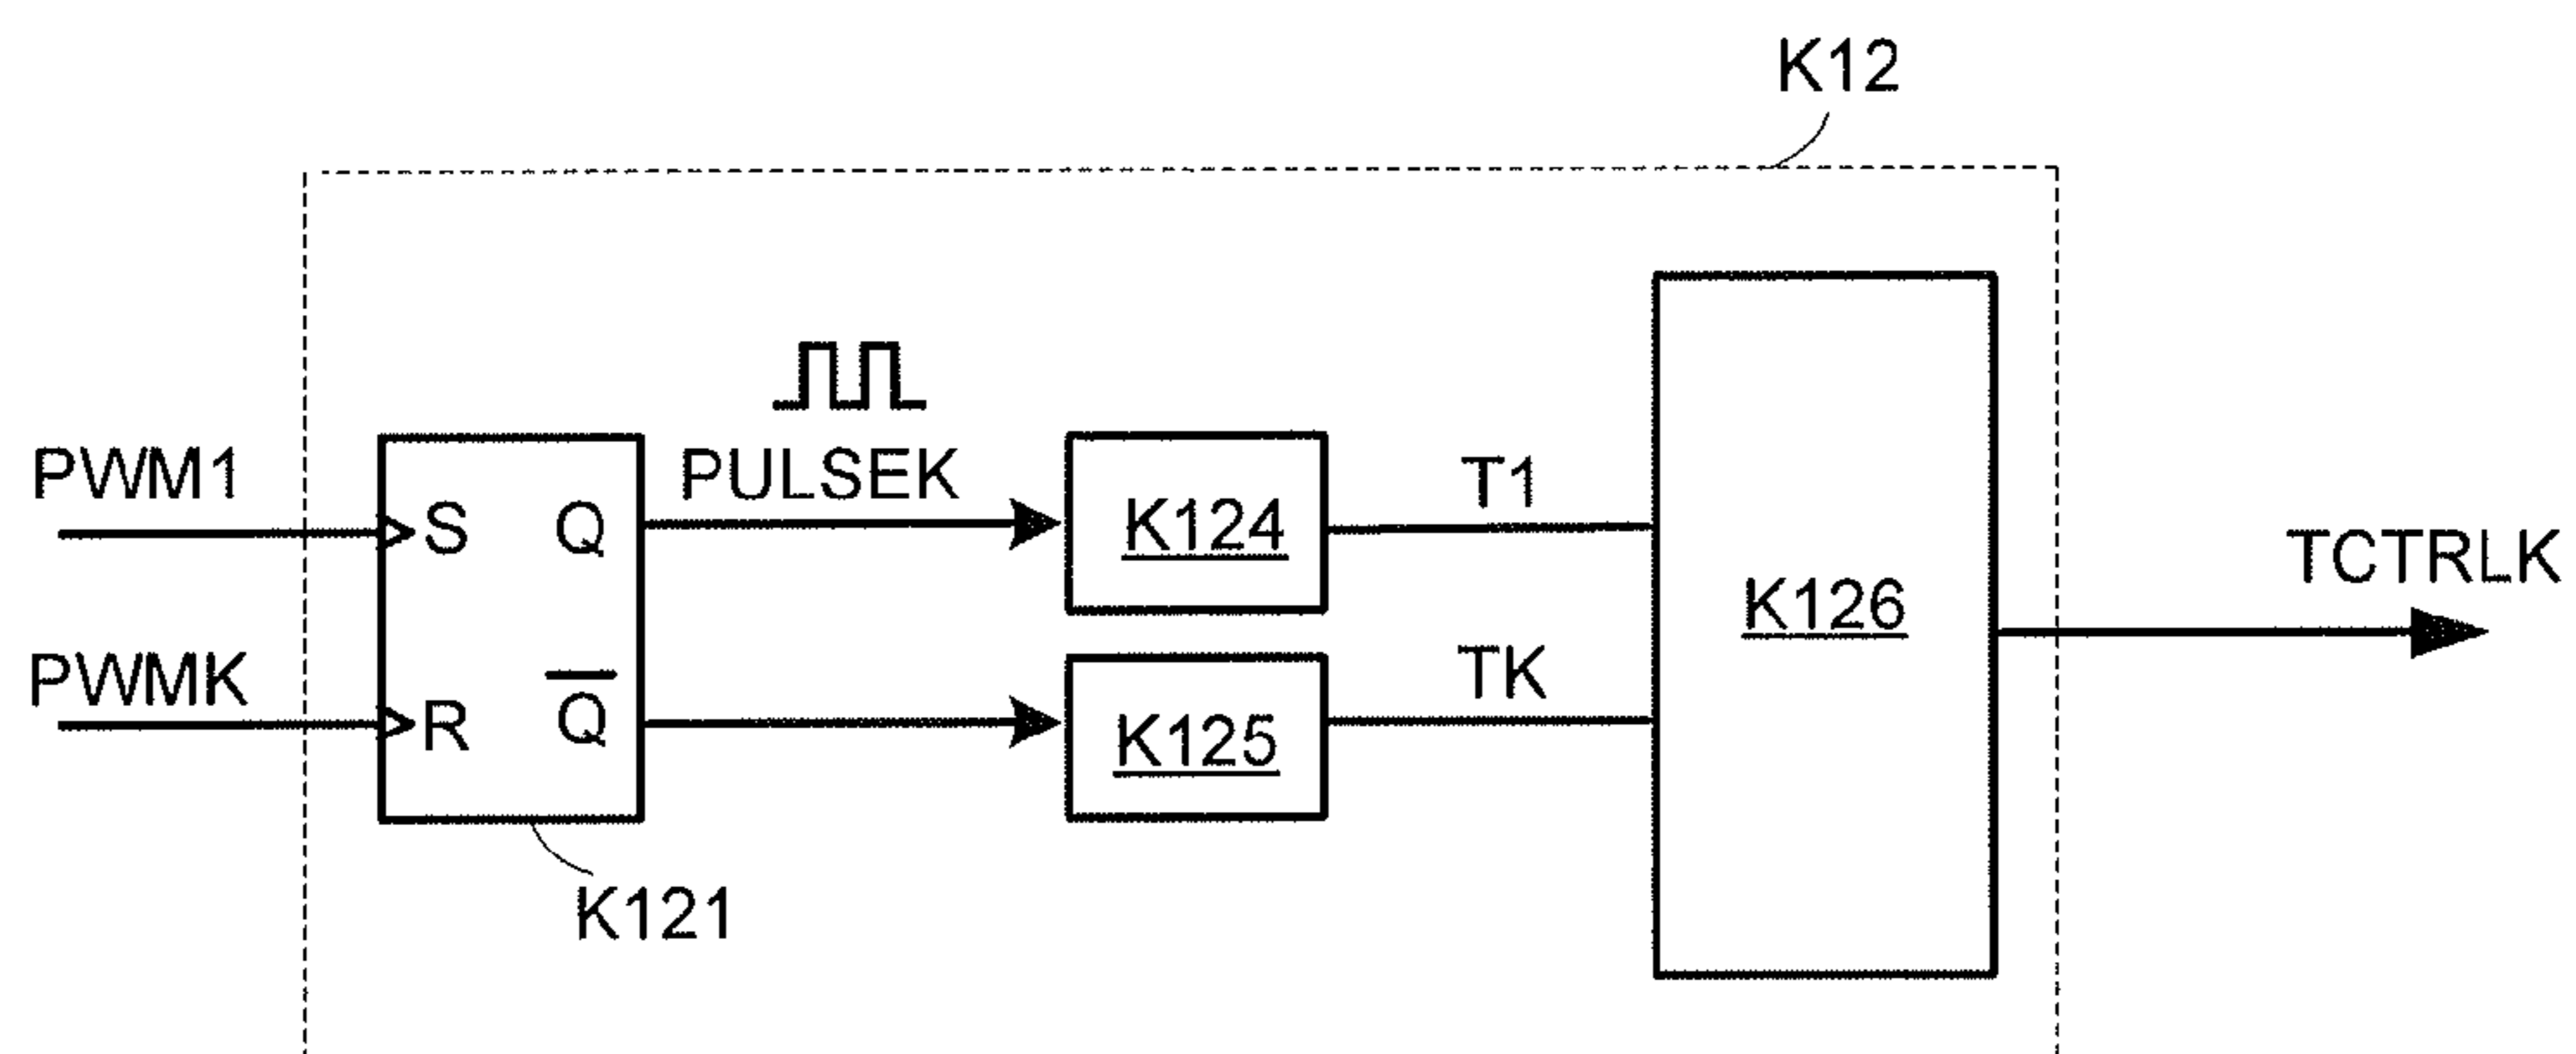 K12
PWM1
S
Q
PULSEK
K124
T1
TCTRLK
K126
PWMK
R
Q
K125
TK
K121